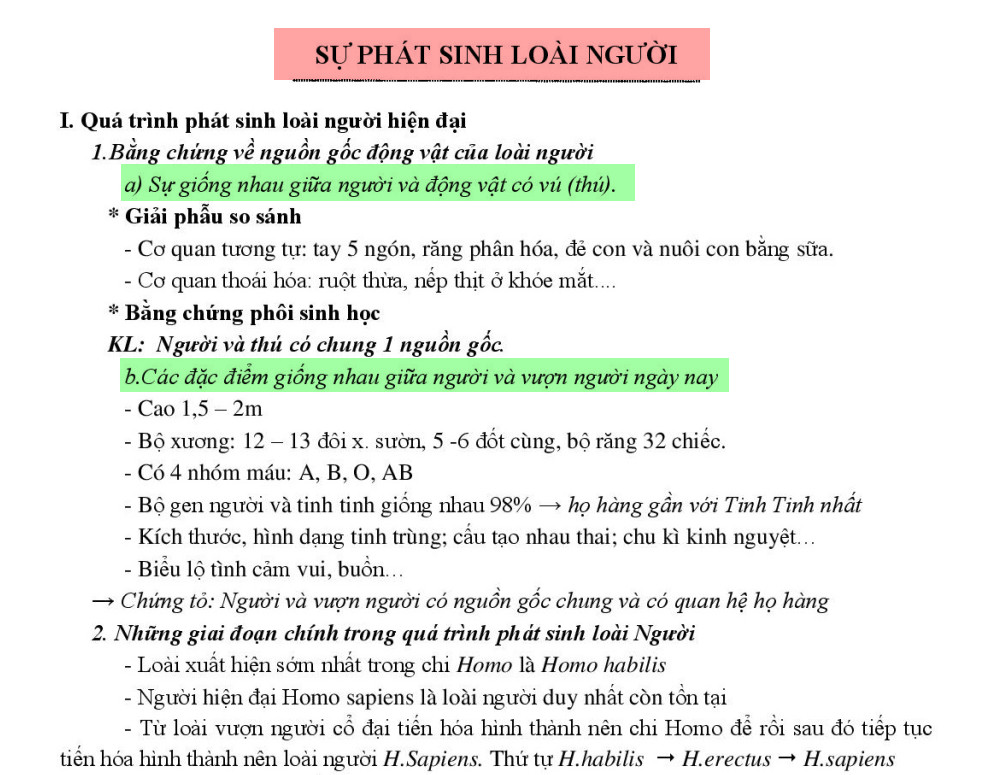 SỰ PHÁT SINH LOÀI NGƯỜI
I. Quá trình phát sinh loài người hiện đại
1.Bằng chứng về nguồn gốc động vật của loài người
a) Sự giống nhau giữa người và động vật có vú (thú).
* Giải phẫu so sánh
- Cơ quan tương tự: tay 5 ngón, răng phân hóa, đẻ con và nuôi con bằng sữa.
- Cơ quan thoái hóa: ruột thừa, nếp thịt ở khóe mắt....
* Bằng chứng phôi sinh học
KL: Người và thú có chung 1 nguồn gốc.
b.Các đặc điểm giống nhau giữa người và vượn người ngày nay
- Cao 1,5 – 2m
- Bộ xương: 12 – 13 đôi x. sườn, 5 -6 đốt cùng, bộ răng 32 chiếc.
- Có 4 nhóm máu: A, B, O, AB
- Bộ gen người và tinh tinh giống nhau 98% → họ hàng gần với Tinh Tinh nhất
- Kích thước, hình dạng tinh trùng; cấu tạo nhau thai; chu kì kinh nguyệt…
- Biểu lộ tình cảm vui, buồn…
→ Chứng tỏ: Người và vượn người có nguồn gốc chung và có quan hệ họ hàng
2. Những giai đoạn chính trong quá trình phát sinh loài Người
- Loài xuất hiện sớm nhất trong chi Homo là Homo habilis
- Người hiện đại Homo sapiens là loài người duy nhất còn tồn tại
- Từ loài vượn người cổ đại tiến hóa hình thành nên chi Homo để rồi sau đó tiếp tục
tiến hóa hình thành nên loài người H.Sapiens. Thứ tự H.habilis → H.erectus → H.sapiens